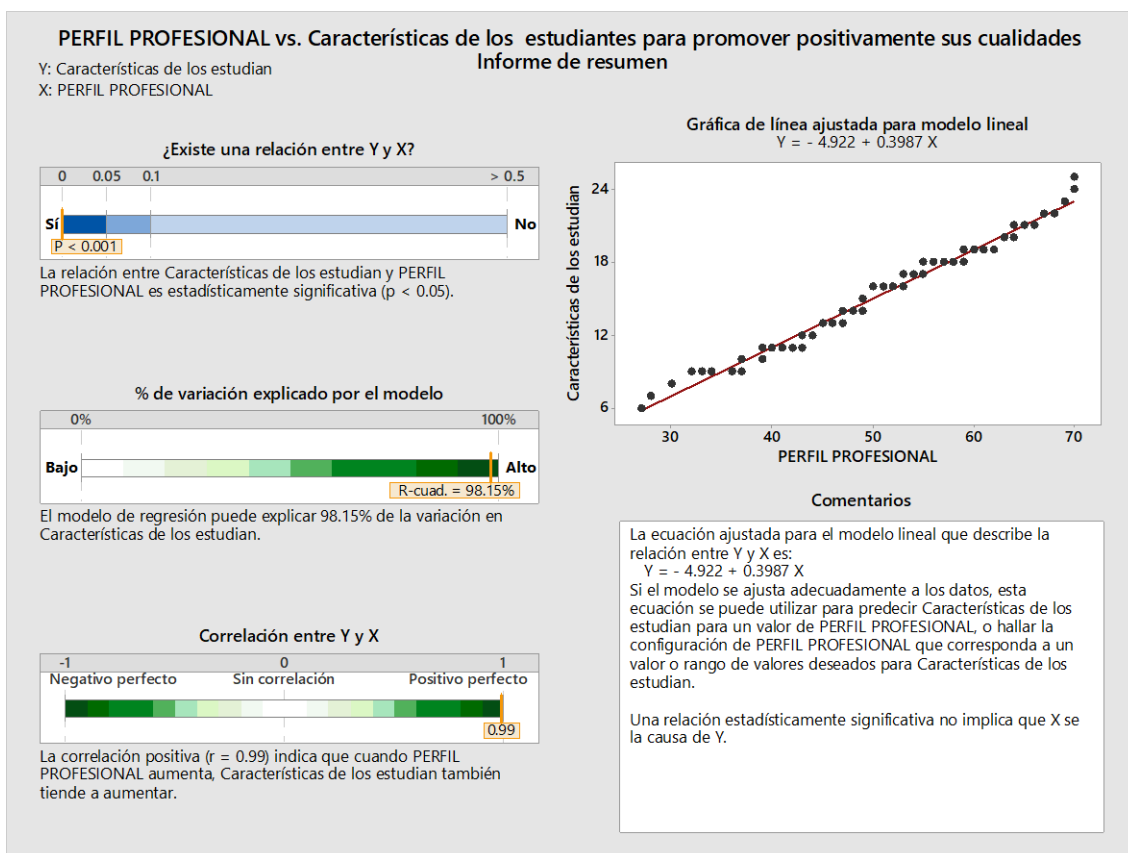 PERFIL PROFESIONAL vs. Características de los estudiantes para promover positivamente sus cualidades
Informe de resumen
Y: Características de los estudian
X: PERFIL PROFESIONAL
¿Existe una relación entre Y y X?
0 0.05 0.1 > 0.5
Sí No
P < 0.001
La relación entre Características de los estudian y PERFIL
PROFESIONAL es estadísticamente significativa (p < 0.05).
% de variación explicado por el modelo
0% 100%
Bajo Alto
R-cuad. = 98.15%
El modelo de regresión puede explicar 98.15% de la variación en
Características de los estudian.
Correlación entre Y y X
-1 0 1
Negativo perfecto Sin correlación Positivo perfecto
0.99
La correlación positiva (r = 0.99) indica que cuando PERFIL
PROFESIONAL aumenta, Características de los estudian también
tiende a aumentar.
Gráfica de línea ajustada para modelo lineal
Y = - 4.922 + 0.3987 X
Características de los estudian
24
18
12
6
30 40 50 60 70
PERFIL PROFESIONAL
Comentarios
La ecuación ajustada para el modelo lineal que describe la
relación entre Y y X es:
Y = - 4.922 + 0.3987 X
Si el modelo se ajusta adecuadamente a los datos, esta
ecuación se puede utilizar para predecir Características de los
estudian para un valor de PERFIL PROFESIONAL, o hallar la
configuración de PERFIL PROFESIONAL que corresponda a un
valor o rango de valores deseados para Características de los
estudian.
Una relación estadísticamente significativa no implica que X se
la causa de Y.